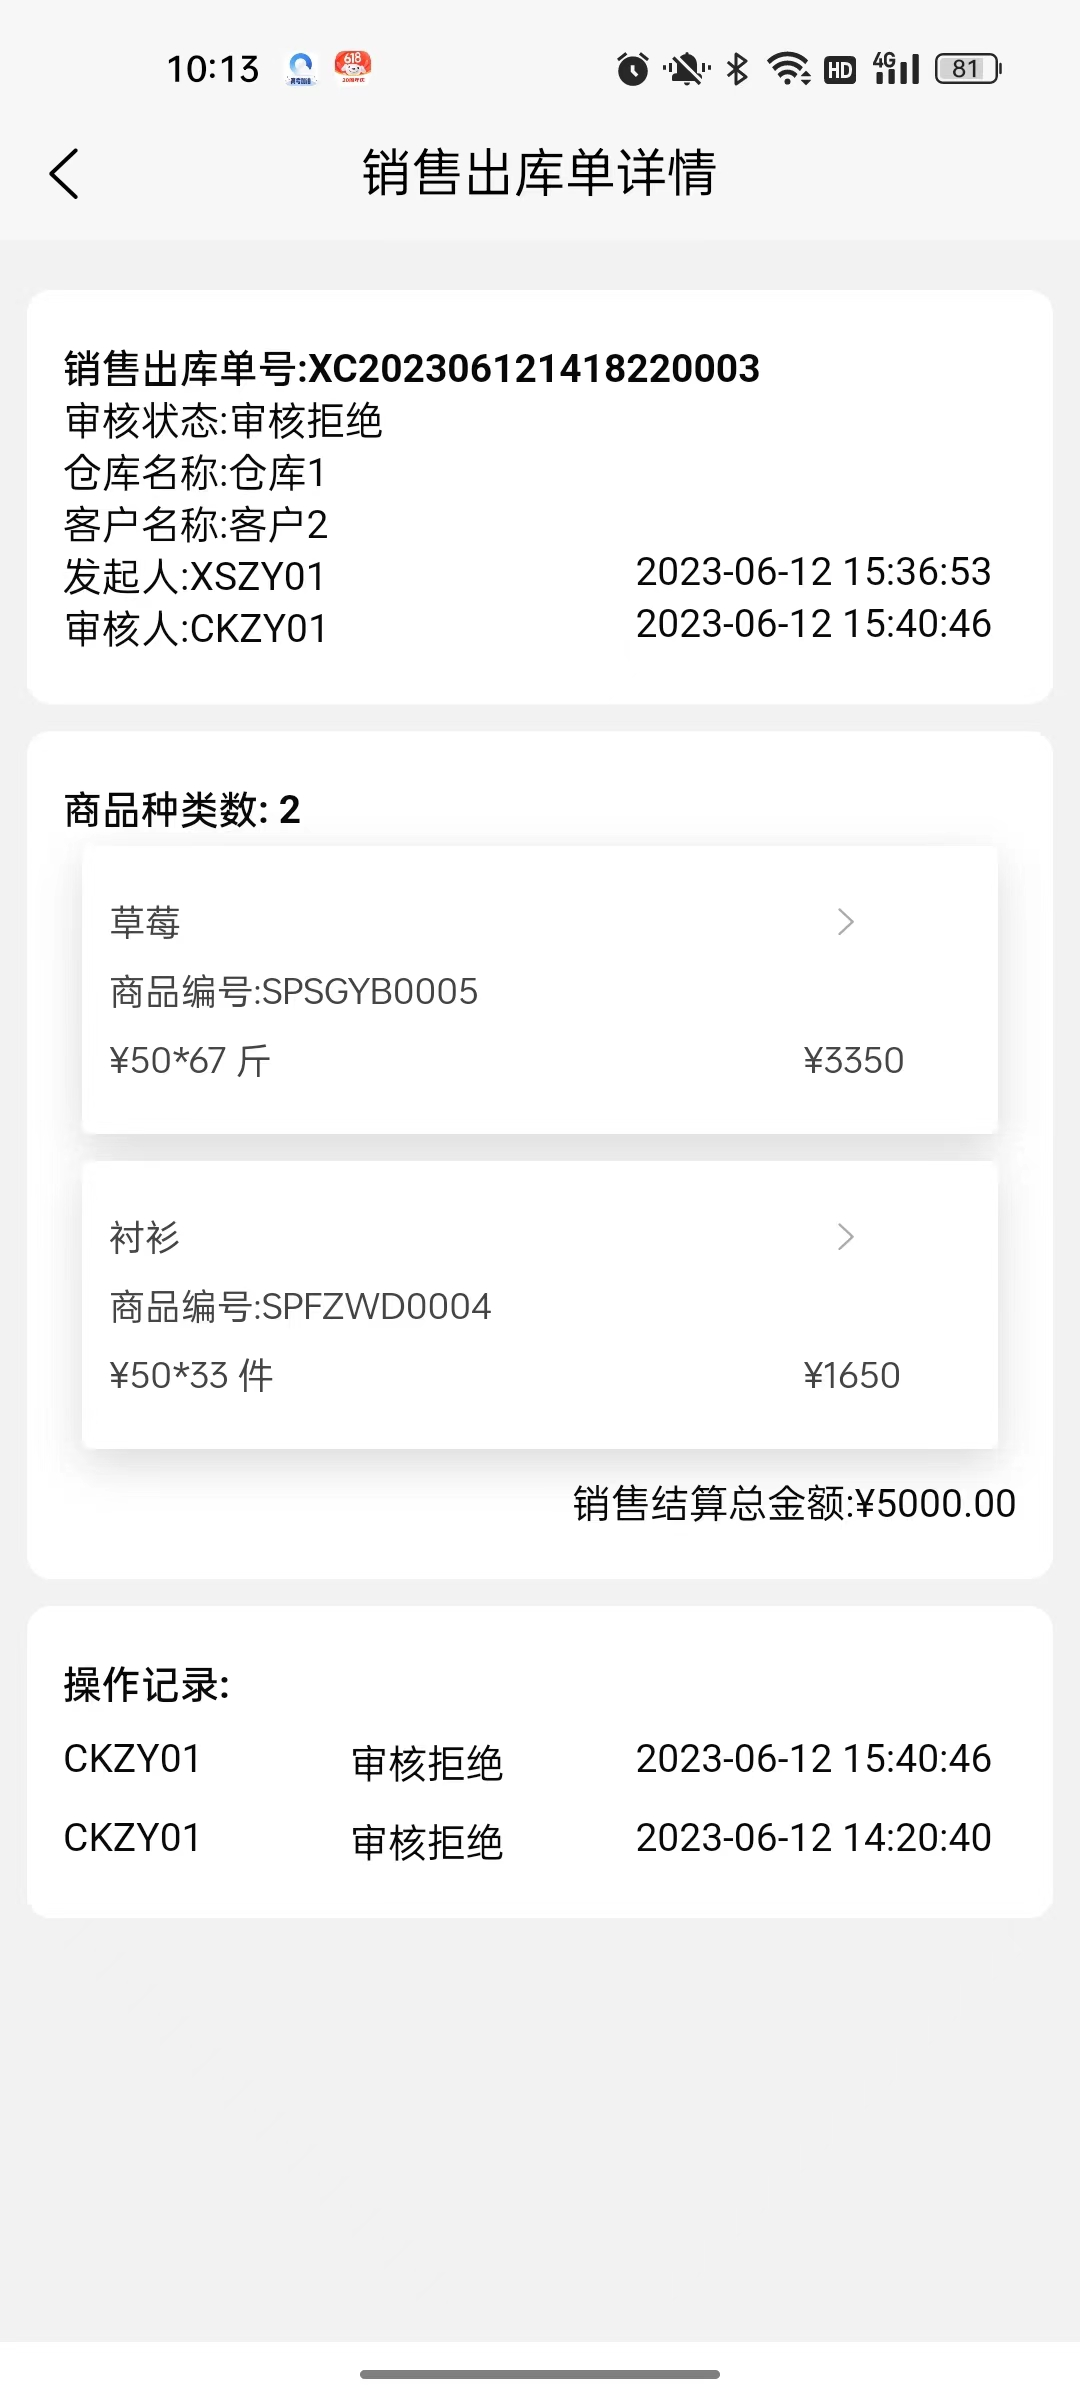 10:13
618
HD
4G
81
销售出库单详情
销售出库单号:XC202306121418220003
审核状态:审核拒绝
仓库名称:仓库1
客户名称:客户2
发起人:XSZY01 2023-06-12 15:36:53
审核人:CKZY01 2023-06-12 15:40:46
商品种类数: 2
草莓
商品编号:SPSGYB0005
¥50*67 斤 ¥3350
衬衫
商品编号:SPFZWD0004
¥50*33 件 ¥1650
销售结算总金额:¥5000.00
操作记录:
CKZY01 审核拒绝 2023-06-12 15:40:46
CKZY01 审核拒绝 2023-06-12 14:20:40